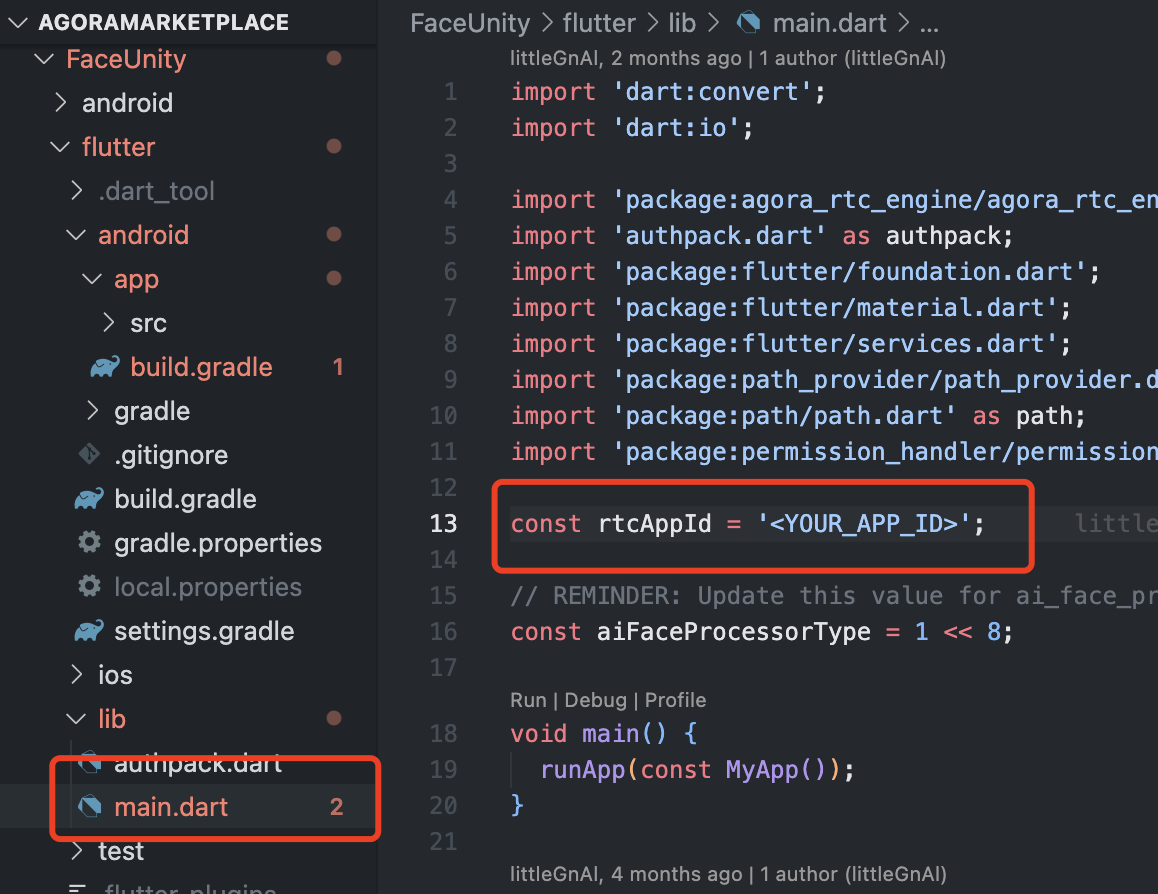 AGORAMARKETPLACE
FaceUnity
android
flutter
.dart_tool
android
app
src
build.gradle 1
gradle
.gitignore
build.gradle
gradle.properties
local.properties
settings.gradle
ios
lib
authpack.dart
main.dart 2
test
.flutter-plugins
FaceUnity > flutter > lib > main.dart > ...
littleGnAl, 2 months ago | 1 author (littleGnAl)
1 import 'dart:convert';
2 import 'dart:io';
3
4 import 'package:agora_rtc_engine/agora_rtc_en
5 import 'authpack.dart' as authpack;
6 import 'package:flutter/foundation.dart';
7 import 'package:flutter/material.dart';
8 import 'package:flutter/services.dart';
9 import 'package:path_provider/path_provider.d
10 import 'package:path/path.dart' as path;
11 import 'package:permission_handler/permission
12
13 const rtcAppId = '<YOUR_APP_ID>'; little
14
15 // REMINDER: Update this value for ai_face_pr
16 const aiFaceProcessorType = 1 << 8;
17
Run | Debug | Profile
18 void main() {
19 runApp(const MyApp());
20 }
21
littleGnAl, 4 months ago | 1 author (littleGnAl)